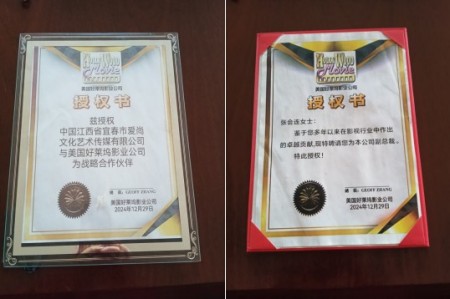 美国好莱坞影业公司
授权书
兹授权
中国江西省宜春市爱尚
文化艺术传媒有限公司
与美国好莱坞影业公司
为战略合作伙伴
GEOFF ZHANG
美国好莱坞影业公司
2024年12月29日
美国好莱坞影业公司
授权书
张合连女士:
鉴于您多年以来在影视行业中作出
的卓越贡献,现特聘请您为本公司副总裁。
特此授权!
GEOFF ZHANG
美国好莱坞影业公司
2024年12月29日